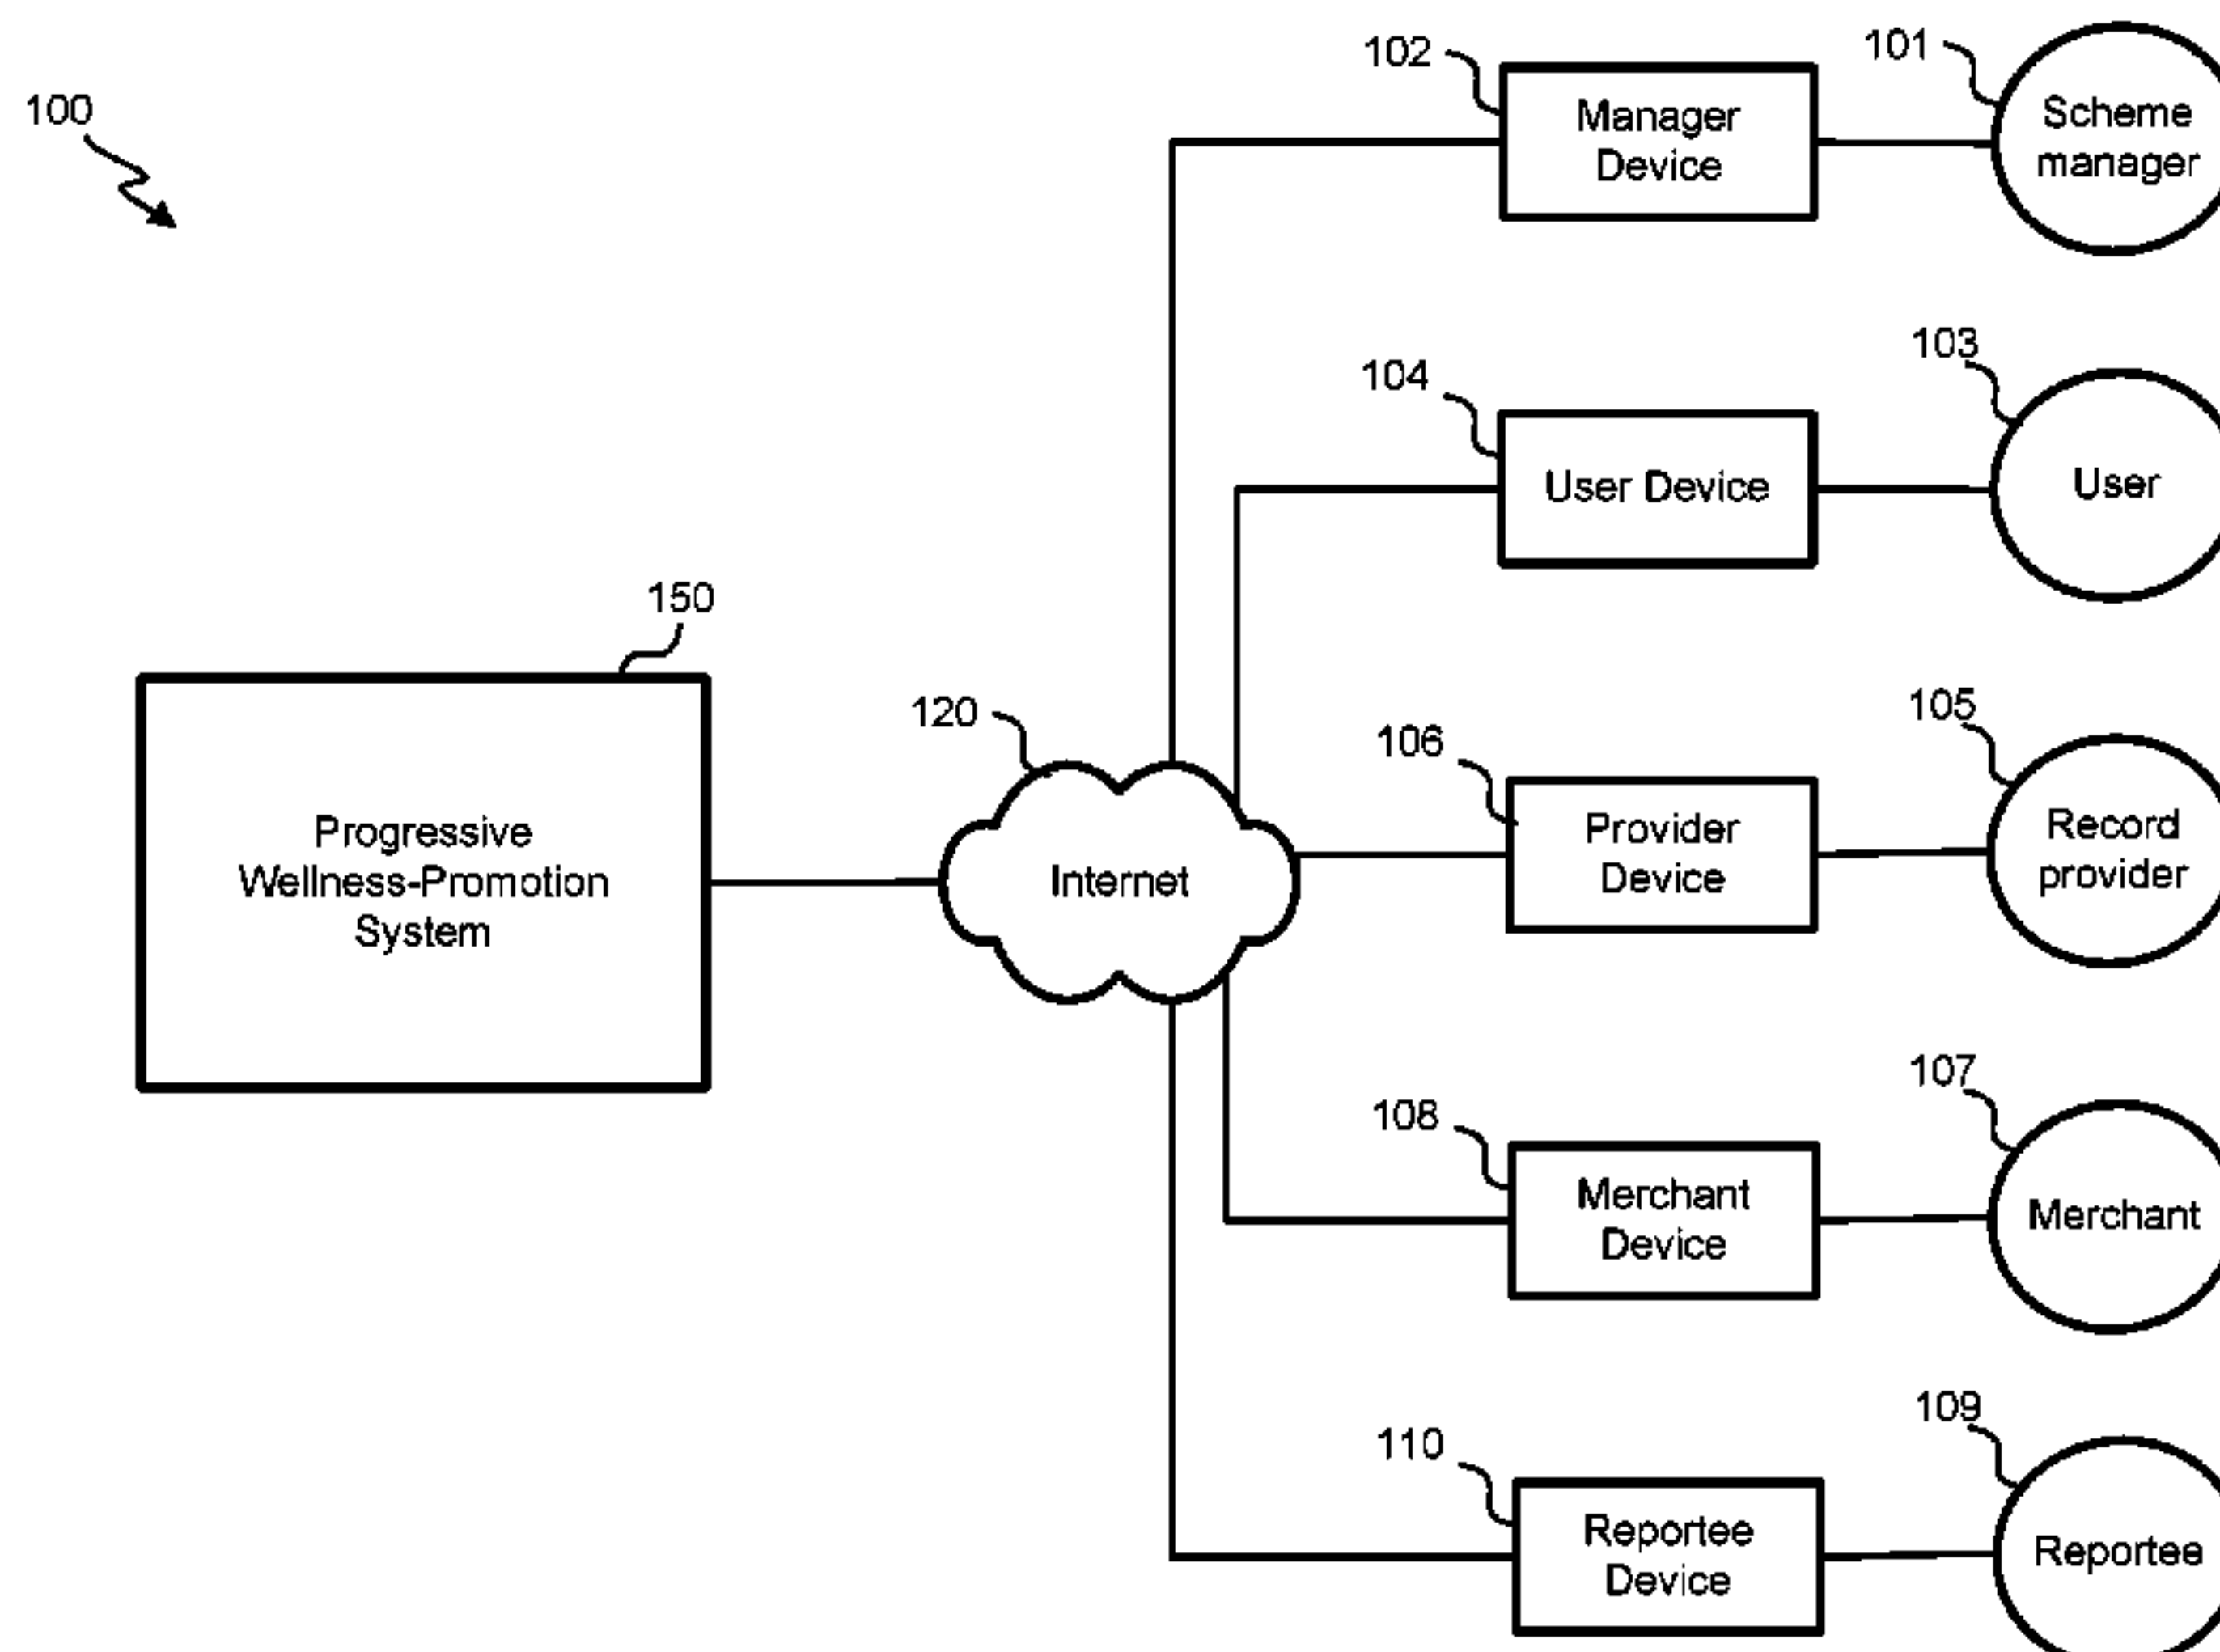 100
102
Manager
Device
101
Scheme
manager
104
User Device
103
User
150
Progressive
Wellness-Promotion
System
120
Internet
106
Provider
Device
105
Record
provider
108
Merchant
Device
107
Merchant
110
Reportee
Device
109
Reportee